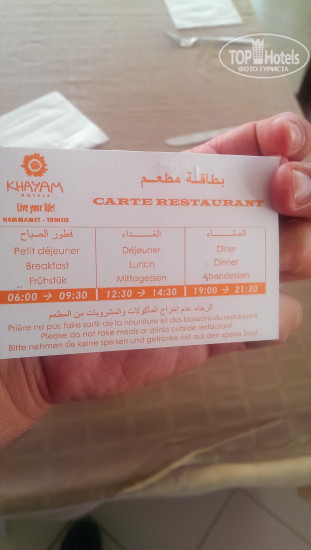 TOP Hotels
ФОТО ТУРИСТА
KHAYAM
HOTELS
Live your life!
HAMMAMET - TUNISIE
بطاقة مطعم
CARTE RESTAURANT
فطور الصباح
Petit déjeuner
Breakfast
Frühstük
06:00 → 09:30
الغداء
Déjeuner
Lunch
Mittagessen
12:30 → 14:30
العشاء
Dîner
Dinner
Abendessen
19:00 → 21:30
الرجاء عدم إخراج المأكولات والمشروبات من المطعم
Prière ne pas faire sortir de la nourriture et des boissons du restaurant
Please do not take meals or drinks outside restaurant.
Bitte nehmen sie keine speisen und getränke mit aus den speise Saal.